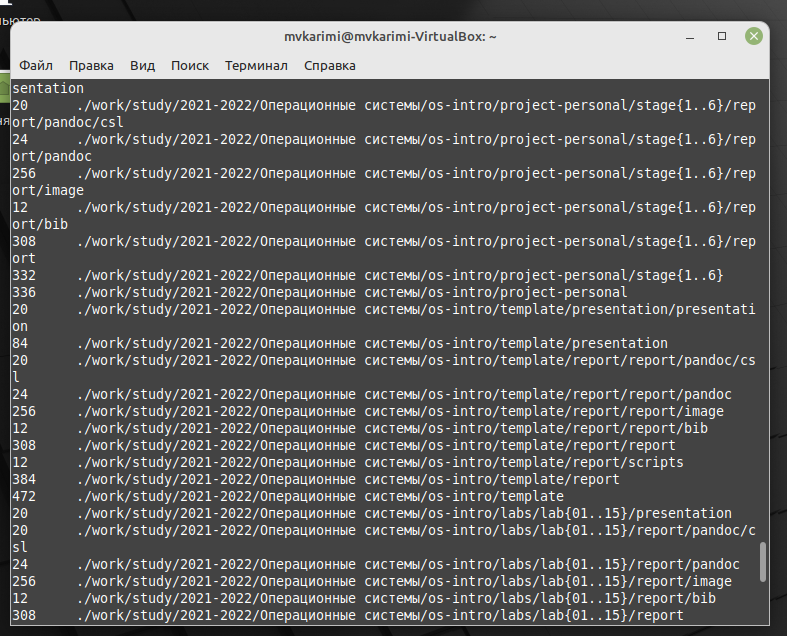 mvkarimi@mvkarimi-VirtualBox: ~
Файл Правка Вид Поиск Терминал Справка
sentation
20 ./work/study/2021-2022/Операционные системы/os-intro/project-personal/stage{1..6}/rep
ort/pandoc/csl
24 ./work/study/2021-2022/Операционные системы/os-intro/project-personal/stage{1..6}/rep
ort/pandoc
256 ./work/study/2021-2022/Операционные системы/os-intro/project-personal/stage{1..6}/rep
ort/image
12 ./work/study/2021-2022/Операционные системы/os-intro/project-personal/stage{1..6}/rep
ort/bib
308 ./work/study/2021-2022/Операционные системы/os-intro/project-personal/stage{1..6}/rep
ort
332 ./work/study/2021-2022/Операционные системы/os-intro/project-personal/stage{1..6}
336 ./work/study/2021-2022/Операционные системы/os-intro/project-personal
20 ./work/study/2021-2022/Операционные системы/os-intro/template/presentation/presentati
on
84 ./work/study/2021-2022/Операционные системы/os-intro/template/presentation
20 ./work/study/2021-2022/Операционные системы/os-intro/template/report/report/pandoc/cs
l
24 ./work/study/2021-2022/Операционные системы/os-intro/template/report/report/pandoc
256 ./work/study/2021-2022/Операционные системы/os-intro/template/report/report/image
12 ./work/study/2021-2022/Операционные системы/os-intro/template/report/report/bib
308 ./work/study/2021-2022/Операционные системы/os-intro/template/report/report
12 ./work/study/2021-2022/Операционные системы/os-intro/template/report/scripts
384 ./work/study/2021-2022/Операционные системы/os-intro/template/report
472 ./work/study/2021-2022/Операционные системы/os-intro/template
20 ./work/study/2021-2022/Операционные системы/os-intro/labs/lab{01..15}/presentation
20 ./work/study/2021-2022/Операционные системы/os-intro/labs/lab{01..15}/report/pandoc/c
sl
24 ./work/study/2021-2022/Операционные системы/os-intro/labs/lab{01..15}/report/pandoc
256 ./work/study/2021-2022/Операционные системы/os-intro/labs/lab{01..15}/report/image
12 ./work/study/2021-2022/Операционные системы/os-intro/labs/lab{01..15}/report/bib
308 ./work/study/2021-2022/Операционные системы/os-intro/labs/lab{01..15}/report